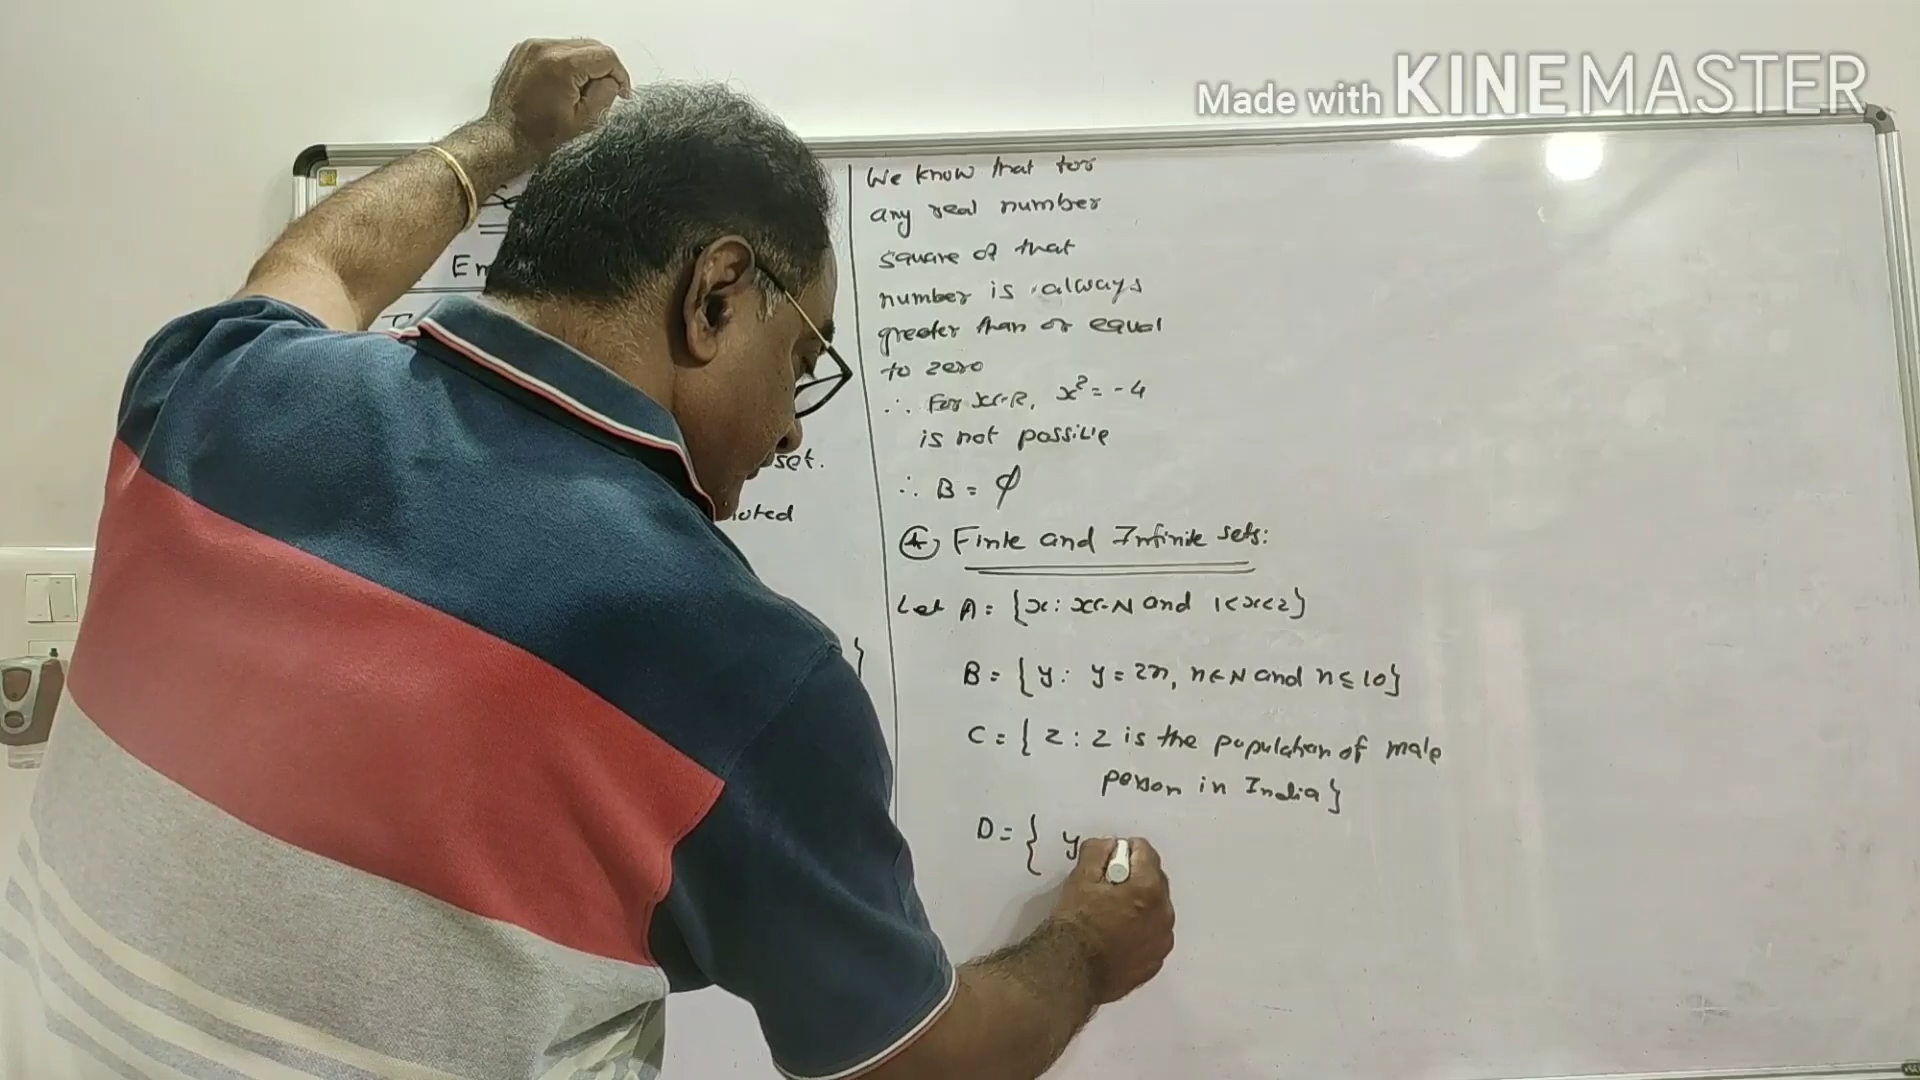 Made with KINEMASTER
set.
We know that for
any real number
square of that
number is always
greater than or equal
to zero
∴ For x∈R, x² = -4
is not possible
∴ B = ϕ
Finite and Infinite sets:
Let A = {x : x∈N and 1<x<2}
B = {y : y = 2n, n∈N and n≤10}
C = {z : z is the population of male
person in India}
D = { y